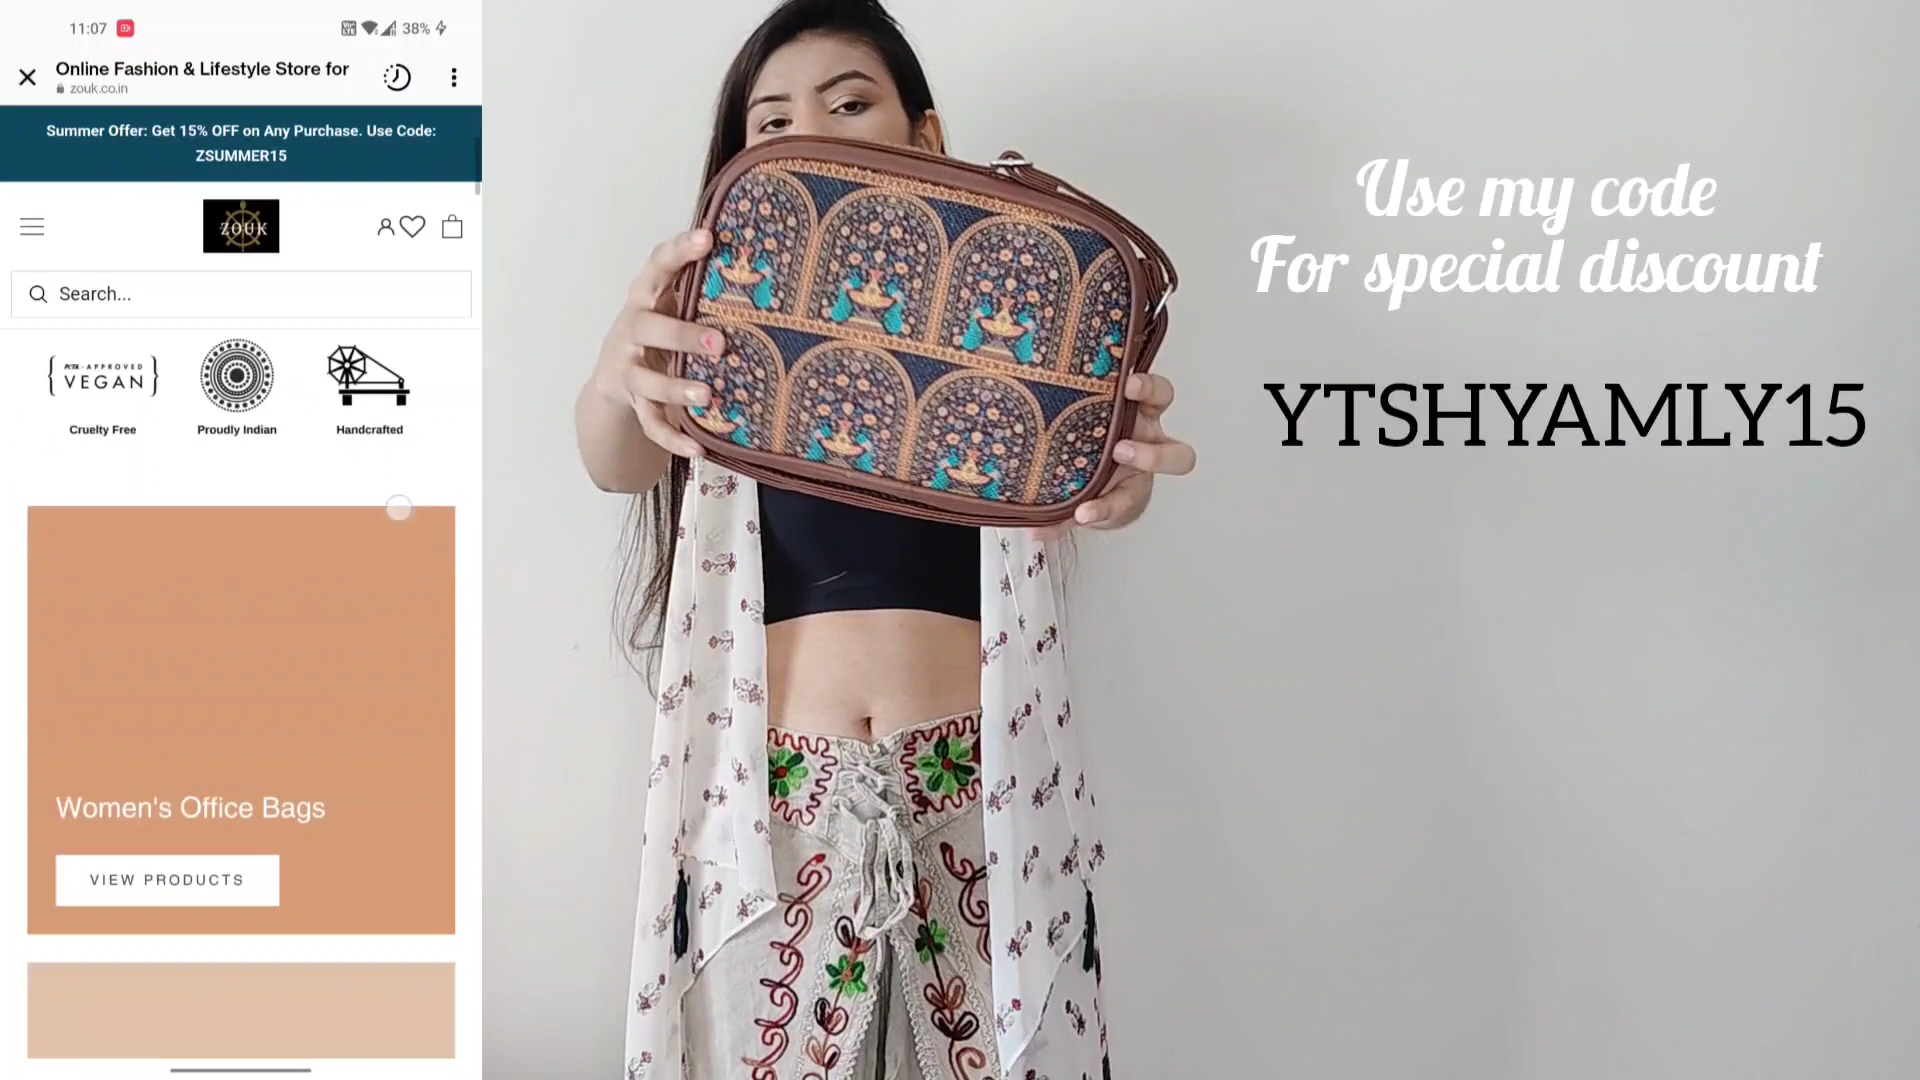 11:07
38%
Online Fashion & Lifestyle Store for
zouk.co.in
Summer Offer: Get 15% OFF on Any Purchase. Use Code:
ZSUMMER15
ZOUK
Search...
PETA-APPROVED
VEGAN
Cruelty Free
Proudly Indian
Handcrafted
Women's Office Bags
VIEW PRODUCTS
Use my code
For special discount
YTSHYAMLY15